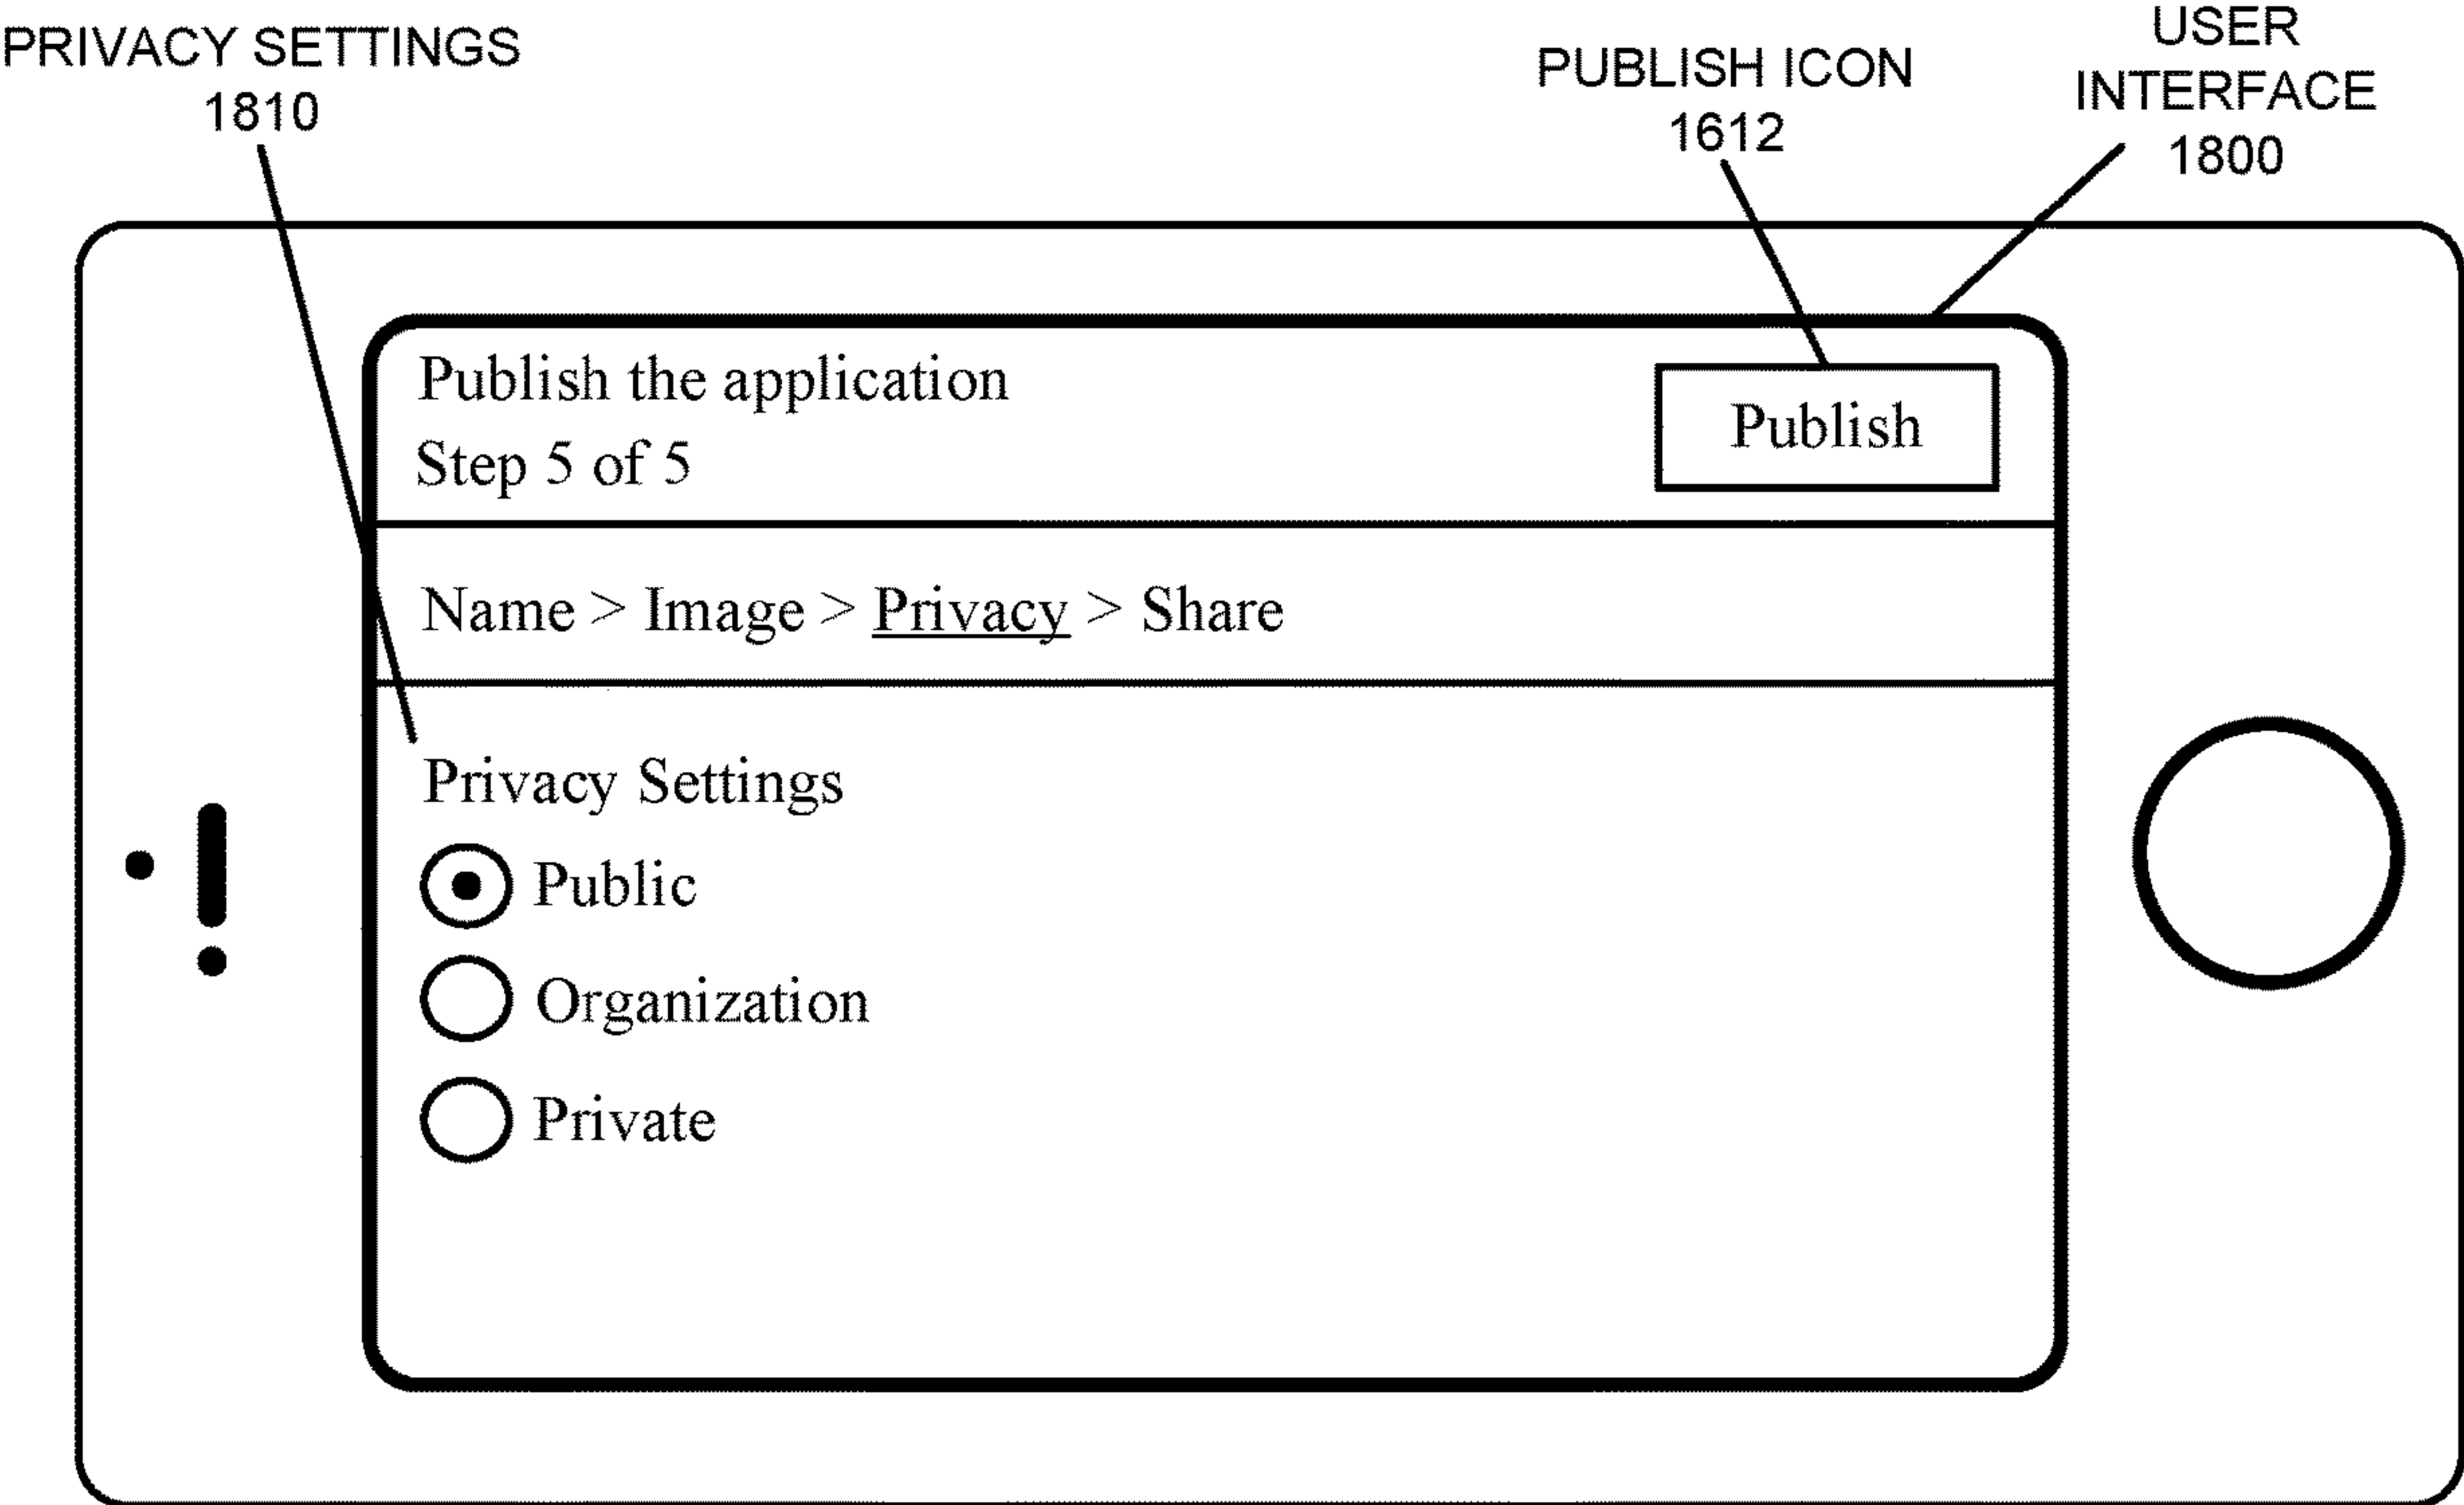 PRIVACY SETTINGS
1810
PUBLISH ICON
1612
USER
INTERFACE
1800
Publish the application
Step 5 of 5
Publish
Name > Image > Privacy > Share
Privacy Settings
Public
Organization
Private